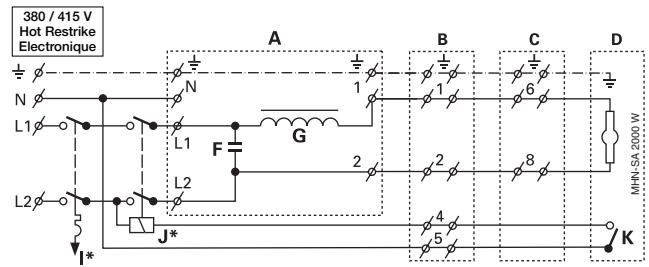 380 / 415 V
Hot Restrike
Electronique
A
B
C
D
N
N
1
1
6
L1
L1
F
G
MHN-SA 2000 W
2
2
8
L2
L2
4
J*
5
K
I*